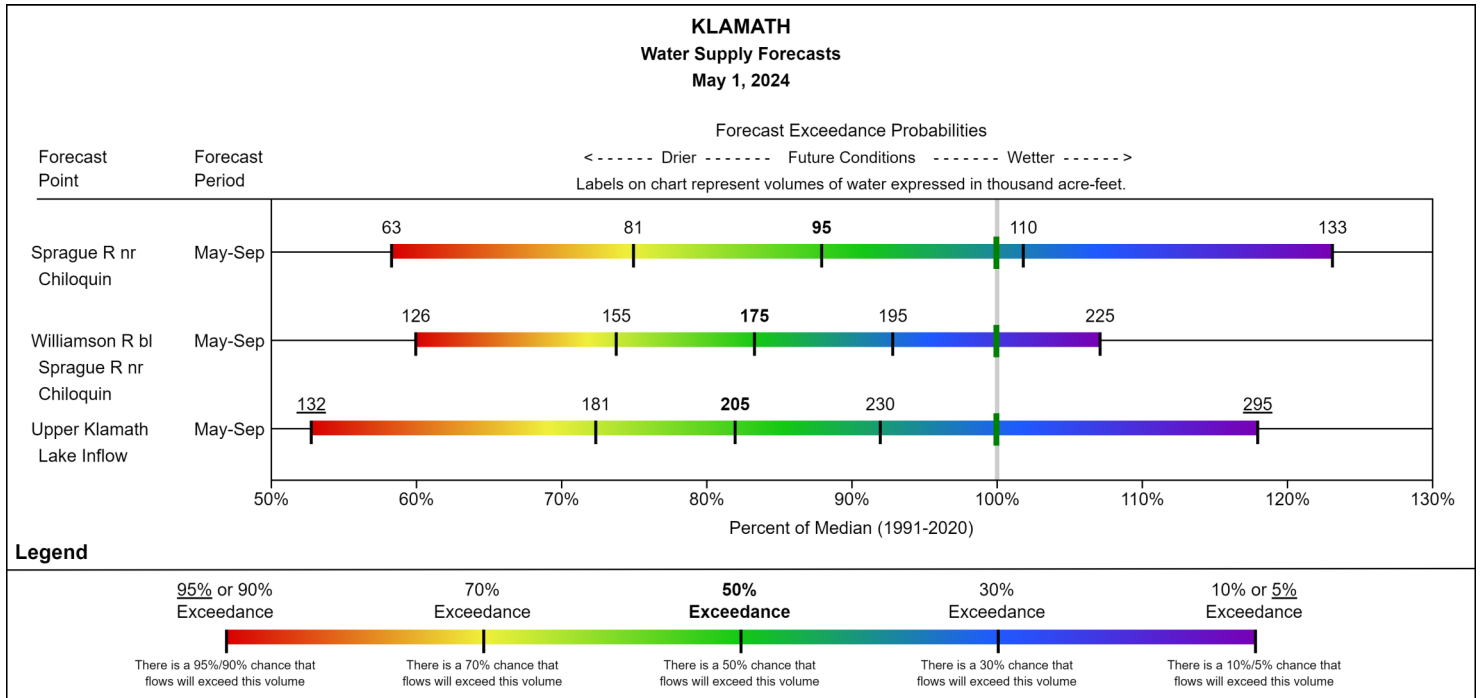 KLAMATH
Water Supply Forecasts
May 1, 2024
Forecast Exceedance Probabilities
Forecast Point
Forecast Period
< - - - - - - Drier - - - - - - - Future Conditions - - - - - - - Wetter - - - - - - >
Labels on chart represent volumes of water expressed in thousand acre-feet.
63 81 95 110 133
Sprague R nr
Chiloquin
May-Sep
126 155 175 195 225
Williamson R bl
Sprague R nr
Chiloquin
May-Sep
132 181 205 230 295
Upper Klamath
Lake Inflow
May-Sep
50% 60% 70% 80% 90% 100% 110% 120% 130%
Percent of Median (1991-2020)
Legend
95% or 90%
Exceedance
70%
Exceedance
50%
Exceedance
30%
Exceedance
10% or 5%
Exceedance
There is a 95%/90% chance that
flows will exceed this volume
There is a 70% chance that
flows will exceed this volume
There is a 50% chance that
flows will exceed this volume
There is a 30% chance that
flows will exceed this volume
There is a 10%/5% chance that
flows will exceed this volume